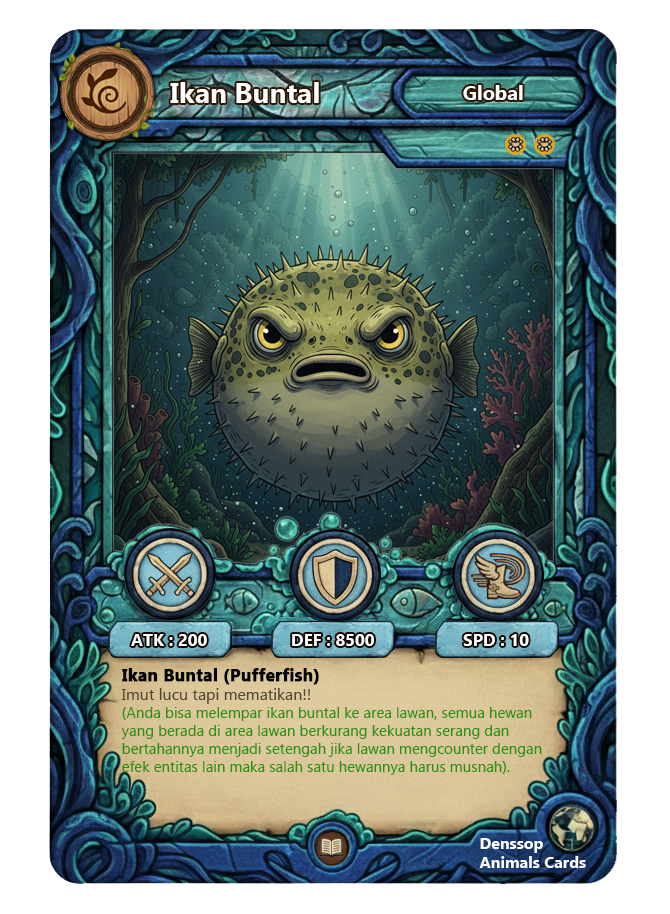 Ikan Buntal
Global
ATK : 200
DEF : 8500
SPD : 10
Ikan Buntal (Pufferfish)
Imut lucu tapi mematikan!!
(Anda bisa melempar ikan buntal ke area lawan, semua hewan
yang berada di area lawan berkurang kekuatan serang dan
bertahannya menjadi setengah jika lawan mengcounter dengan
efek entitas lain maka salah satu hewannya harus musnah).
Denssop
Animals Cards